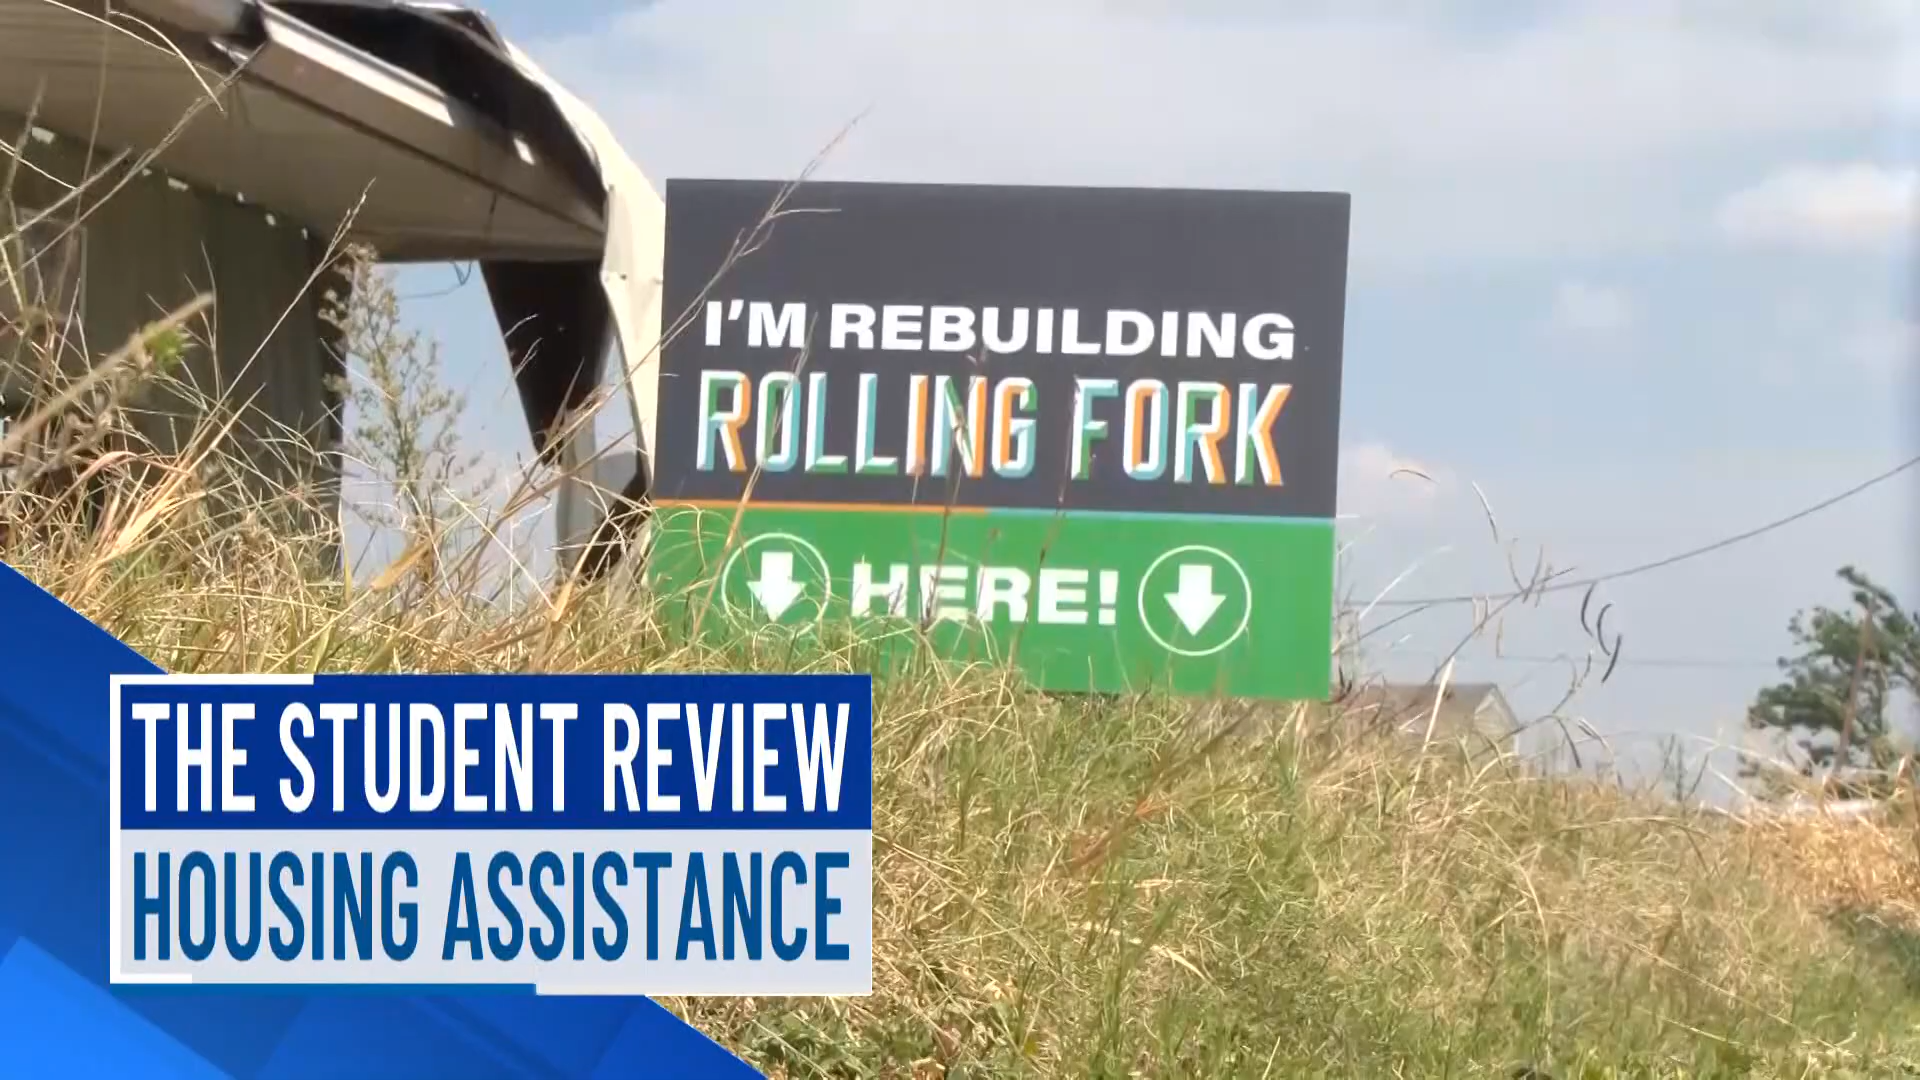 I'M REBUILDING
ROLLING FORK
HERE!
THE STUDENT REVIEW
HOUSING ASSISTANCE